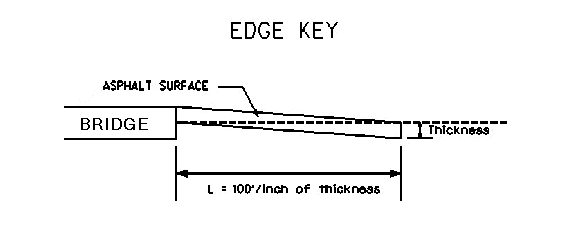 EDGE KEY
ASPHALT SURFACE
BRIDGE
Thickness
L = 100'/inch of thickness